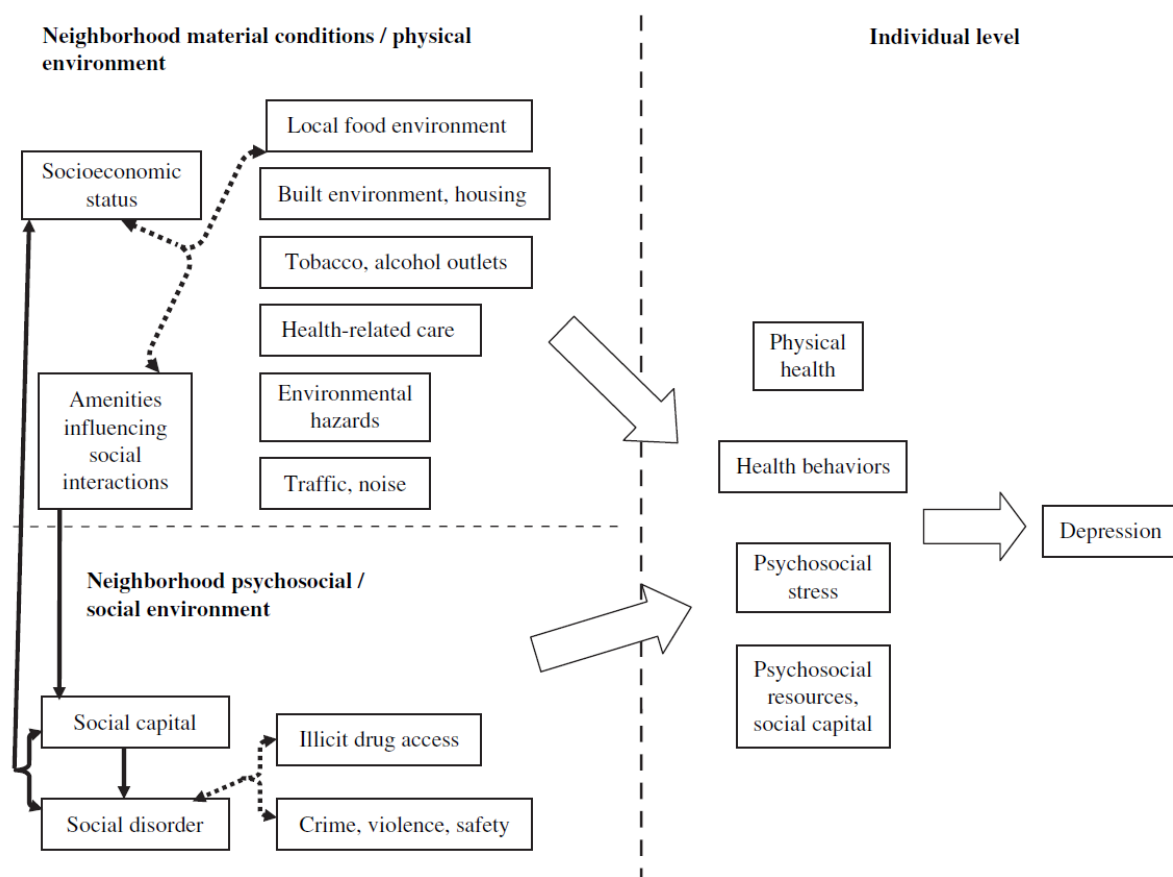 Neighborhood material conditions / physical
environment
Individual level
Local food environment
Socioeconomic
status
Built environment, housing
Tobacco, alcohol outlets
Health-related care
Physical
health
Amenities
influencing
social
interactions
Environmental
hazards
Traffic, noise
Health behaviors
Depression
Neighborhood psychosocial /
social environment
Psychosocial
stress
Psychosocial
resources,
social capital
Social capital
Illicit drug access
Social disorder
Crime, violence, safety